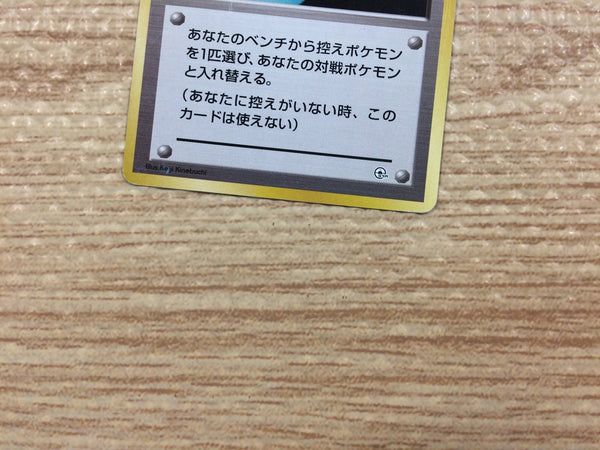 あなたのベンチから控えポケモン
を1匹選び、あなたの対戦ポケモン
と入れ替える。
(あなたに控えがいない時、この
カードは使えない)
Illus.Keiji Kinebuchi